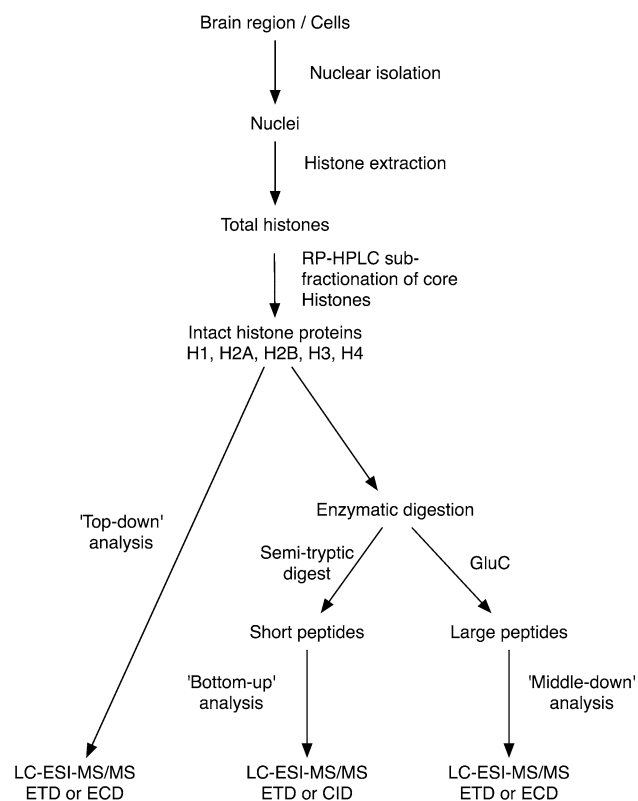 Brain region / Cells
Nuclear isolation
Nuclei
Histone extraction
Total histones
RP-HPLC sub-
fractionation of core
Histones
Intact histone proteins
H1, H2A, H2B, H3, H4
'Top-down'
analysis
Enzymatic digestion
Semi-tryptic
digest
GluC
Short peptides
Large peptides
'Bottom-up'
analysis
'Middle-down'
analysis
LC-ESI-MS/MS
ETD or ECD
LC-ESI-MS/MS
ETD or CID
LC-ESI-MS/MS
ETD or ECD